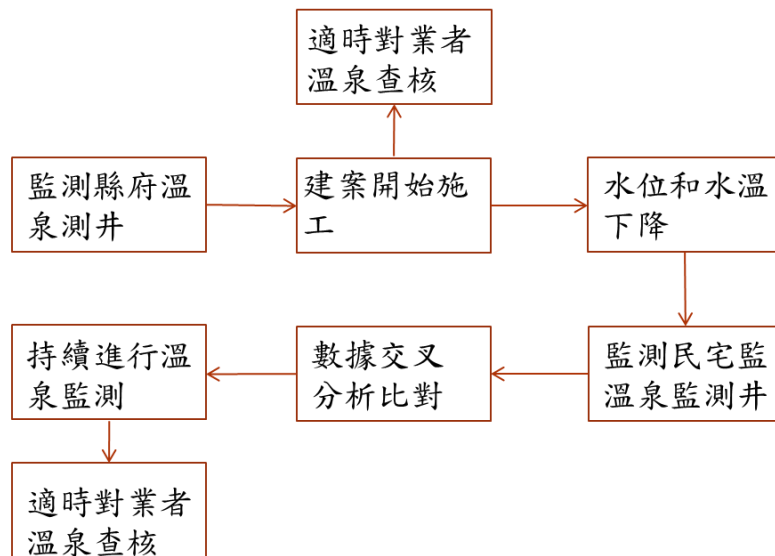 適時對業者
溫泉查核
監測縣府溫
泉測井
建案開始施
工
水位和水溫
下降
持續進行溫
泉監測
數據交叉
分析比對
監測民宅監
溫泉監測井
適時對業者
溫泉查核